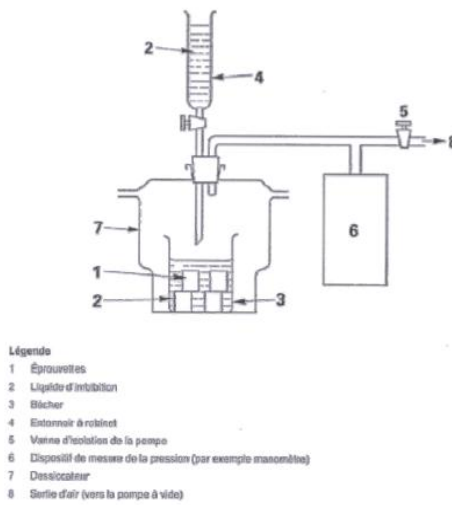 2
4
5
8
6
7
1
2
3
Légende
1 Éprouvettes
2 Liquide d'imbibition
3 Bécher
4 Entonnoir à robinet
5 Vanne d'isolation de la pompe
6 Dispositif de mesure de la pression (par exemple manomètre)
7 Dessiccateur
8 Sortie d'air (vers la pompe à vide)